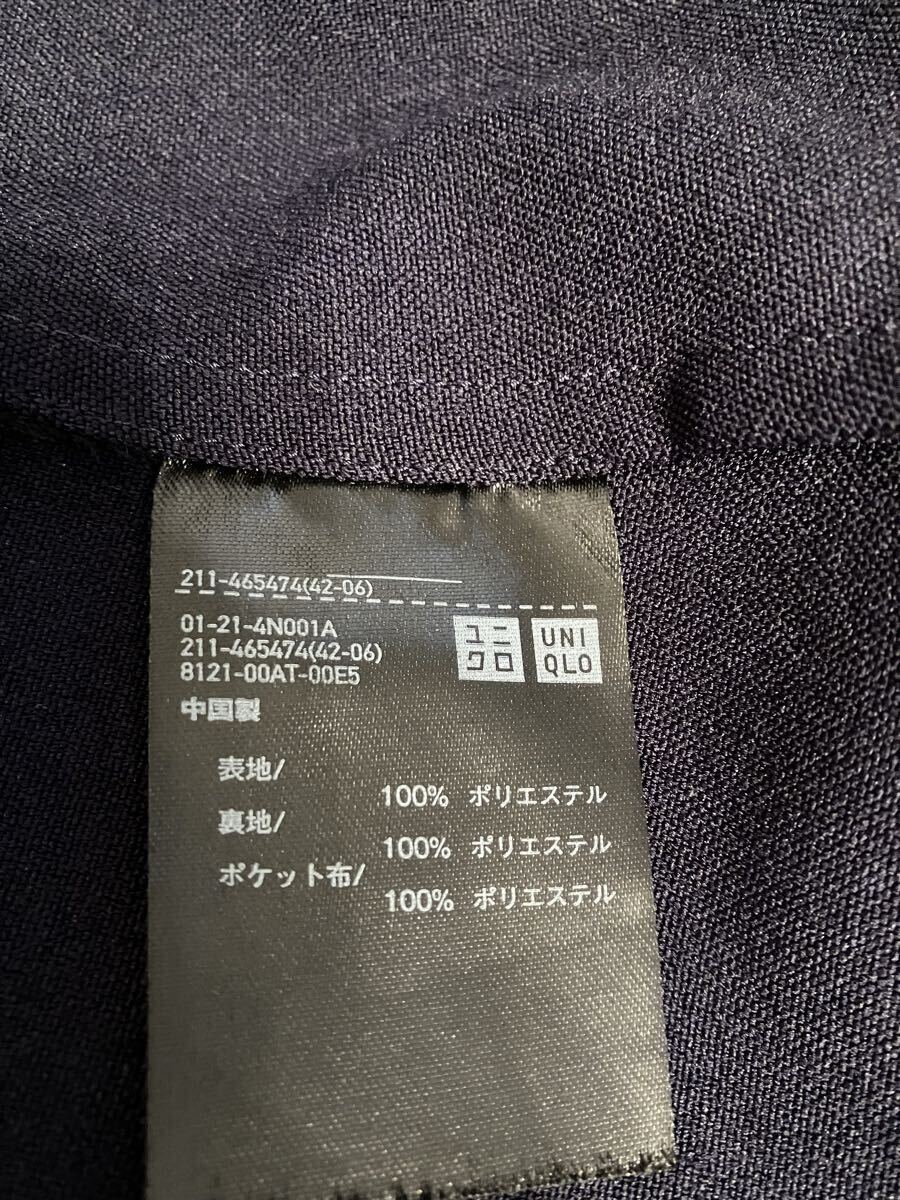 211-465474(42-06)
01-21-4N001A
211-465474(42-06)
8121-00AT-00E5
ユニ
クロ
UNI
QLO
中国製
表地/
100% ポリエステル
裏地/
100% ポリエステル
ポケット布/
100% ポリエステル